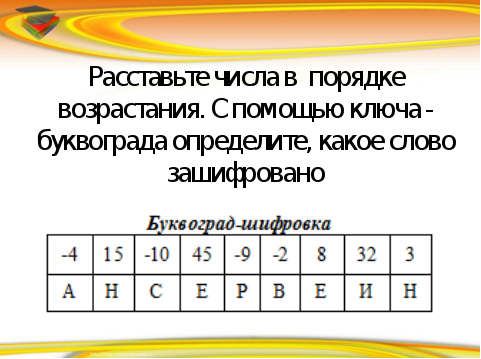 Расставьте числа в порядке
возрастания. С помощью ключа -
буквограда определите, какое слово
зашифровано
Буквоград-шифровка
-4 15 -10 45 -9 -2 8 32 3
А Н С Е Р В Е И Н